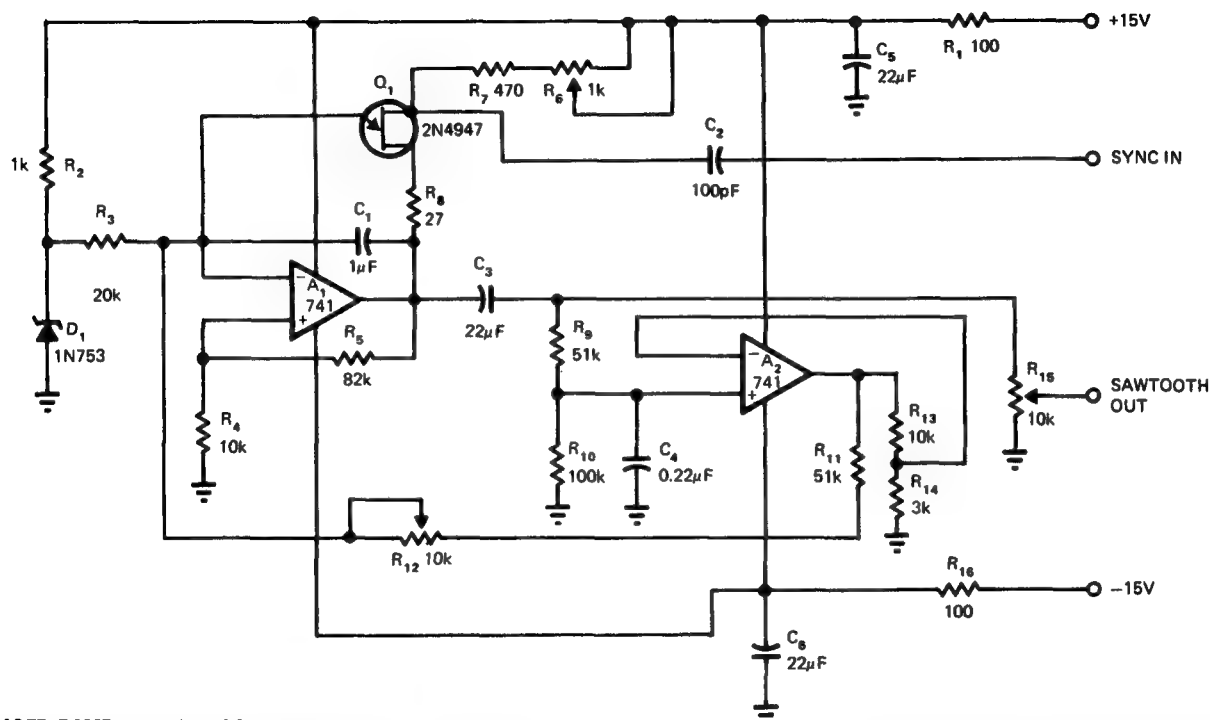 +15V
R1 100
C5
22µF
Q1
R7 470
R6
1k
2N4947
C2
100pF
SYNC IN
1k
R2
R8
27
R3
20k
C1
1µF
−
A1
741
+
C3
22µF
D1
1N753
R5
82k
R9
51k
−
A2
741
+
R15
10k
SAWTOOTH
OUT
R4
10k
R10
100k
C4
0.22µF
R11
51k
R13
10k
R14
3k
R12 10k
R16
100
−15V
C6
22µF